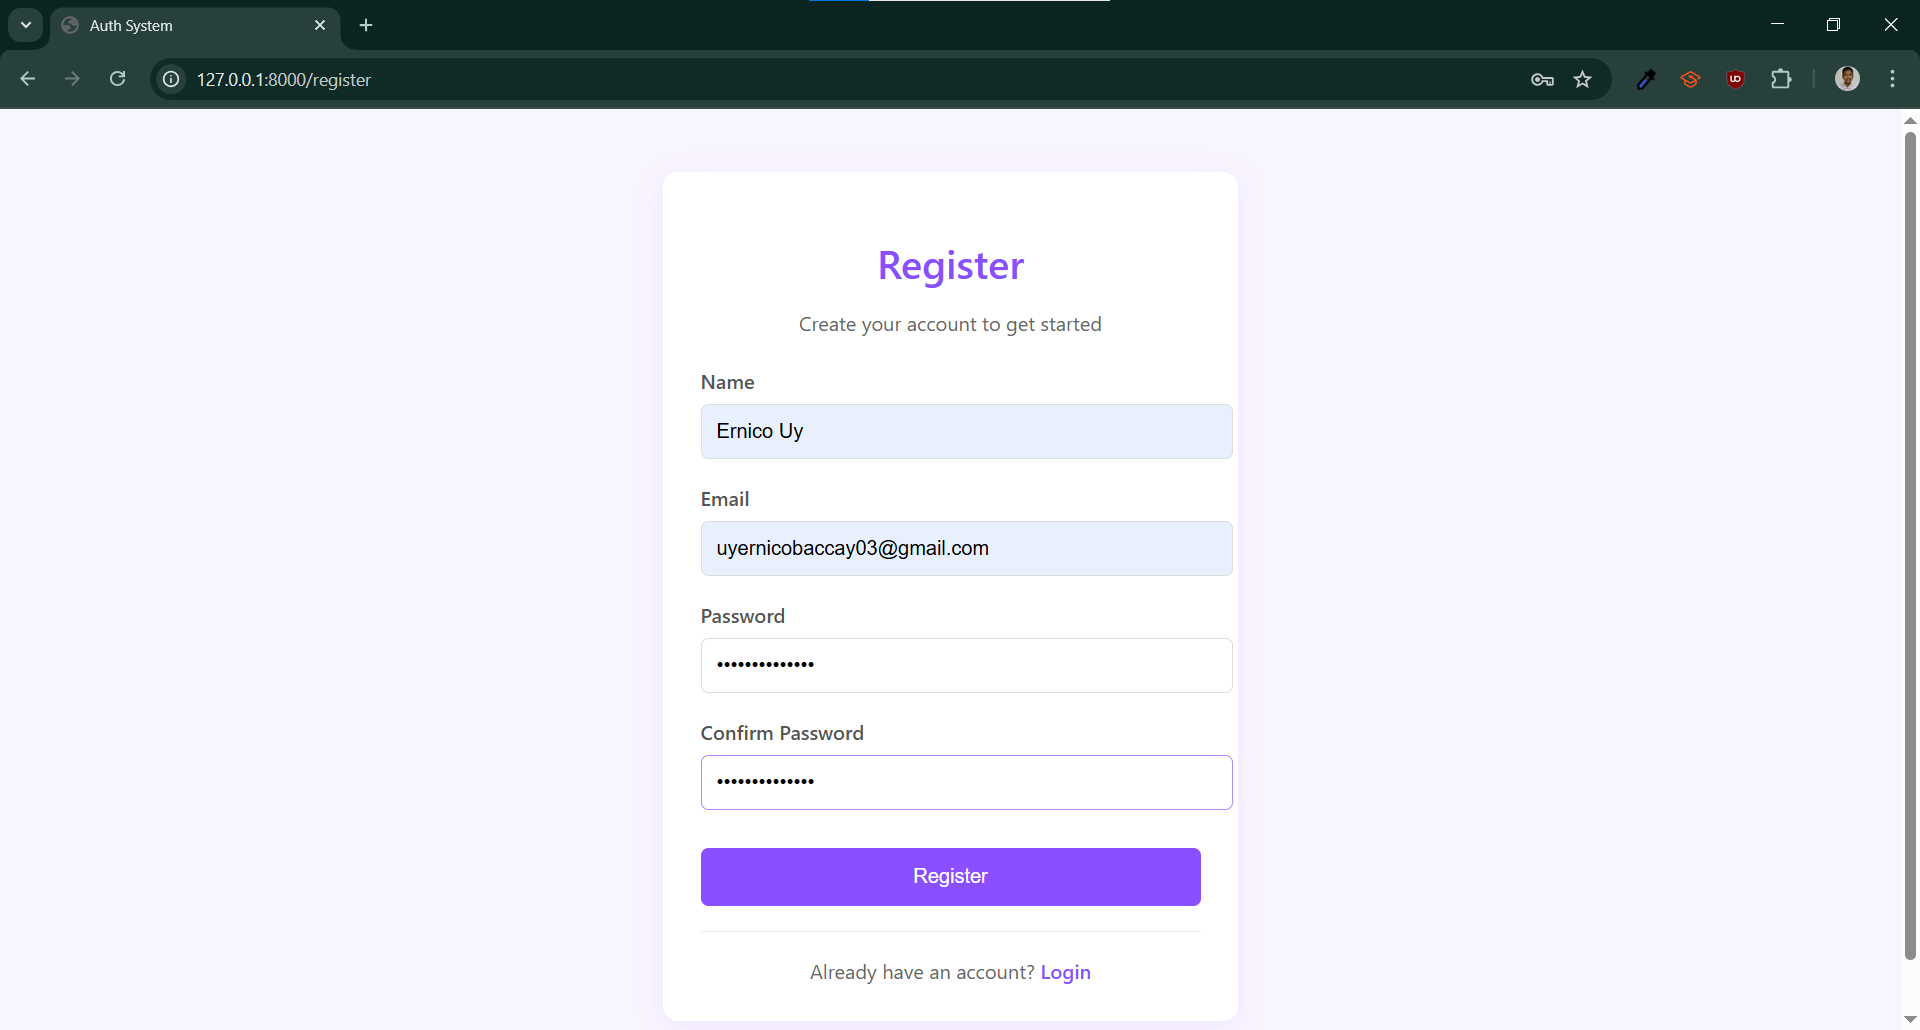 Auth System
127.0.0.1:8000/register
Register
Create your account to get started
Name
Ernico Uy
Email
uyernicobaccay03@gmail.com
Password
••••••••••••••
Confirm Password
••••••••••••••
Register
Already have an account? Login